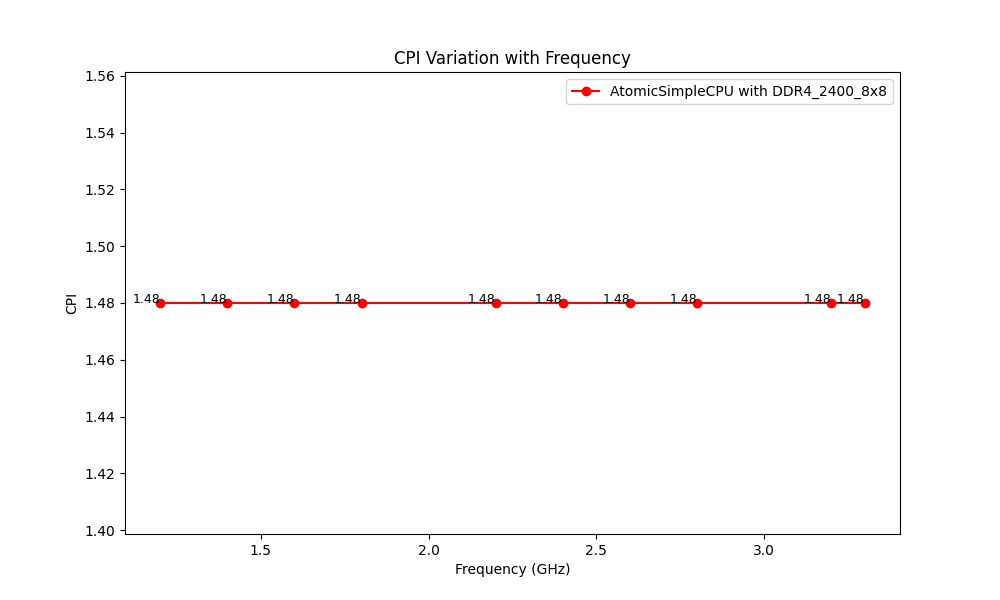 CPI Variation with Frequency
AtomicSimpleCPU with DDR4_2400_8x8
CPI
1.56
1.54
1.52
1.50
1.48
1.46
1.44
1.42
1.40
1.48 1.48 1.48 1.48 1.48 1.48 1.48 1.48 1.48 1.48
1.5 2.0 2.5 3.0
Frequency (GHz)